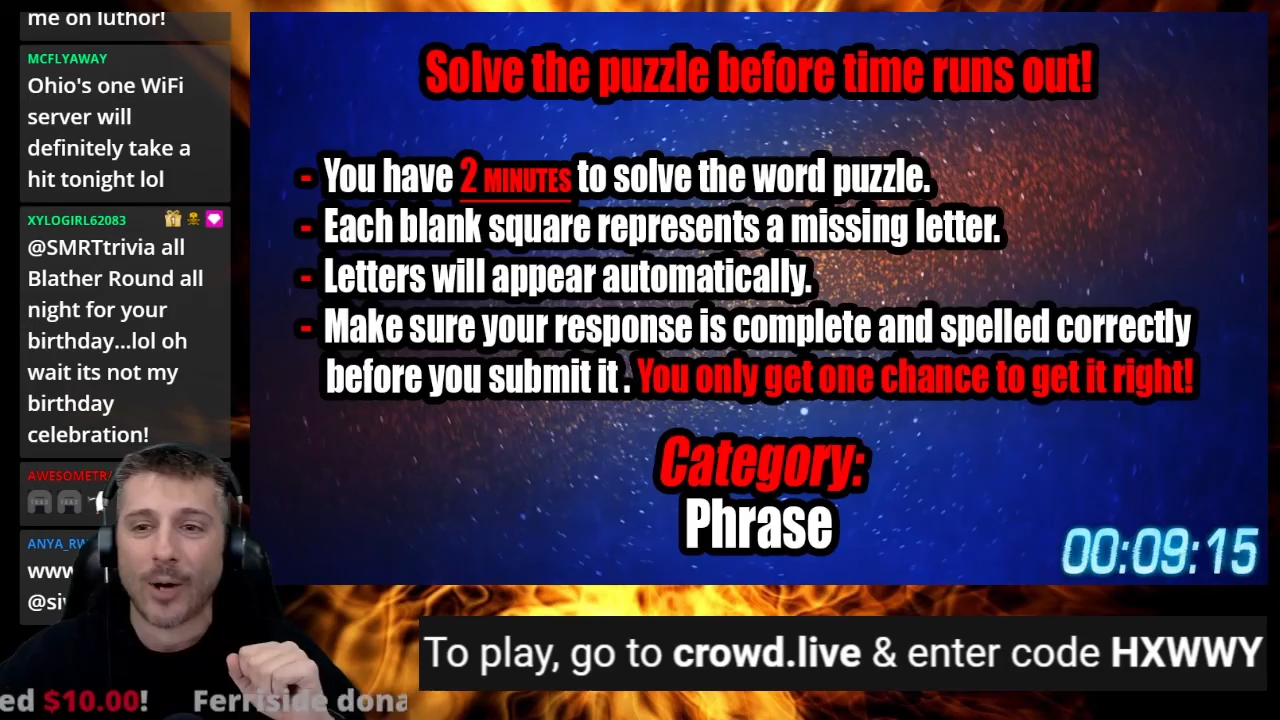 me on luthor!
MCFLYAWAY
Ohio's one WiFi
server will
definitely take a
hit tonight lol
XYLOGIRL62083
@SMRTtrivia all
Blather Round all
night for your
birthday...lol oh
wait its not my
birthday
celebration!
AWESOMETR
ANYA_RW
www
@si
Solve the puzzle before time runs out!
- You have 2 MINUTES to solve the word puzzle.
- Each blank square represents a missing letter.
- Letters will appear automatically.
- Make sure your response is complete and spelled correctly
before you submit it . You only get one chance to get it right!
Category:
Phrase
00:09:15
To play, go to crowd.live & enter code HXWWY
ed $10.00! Ferriside dona